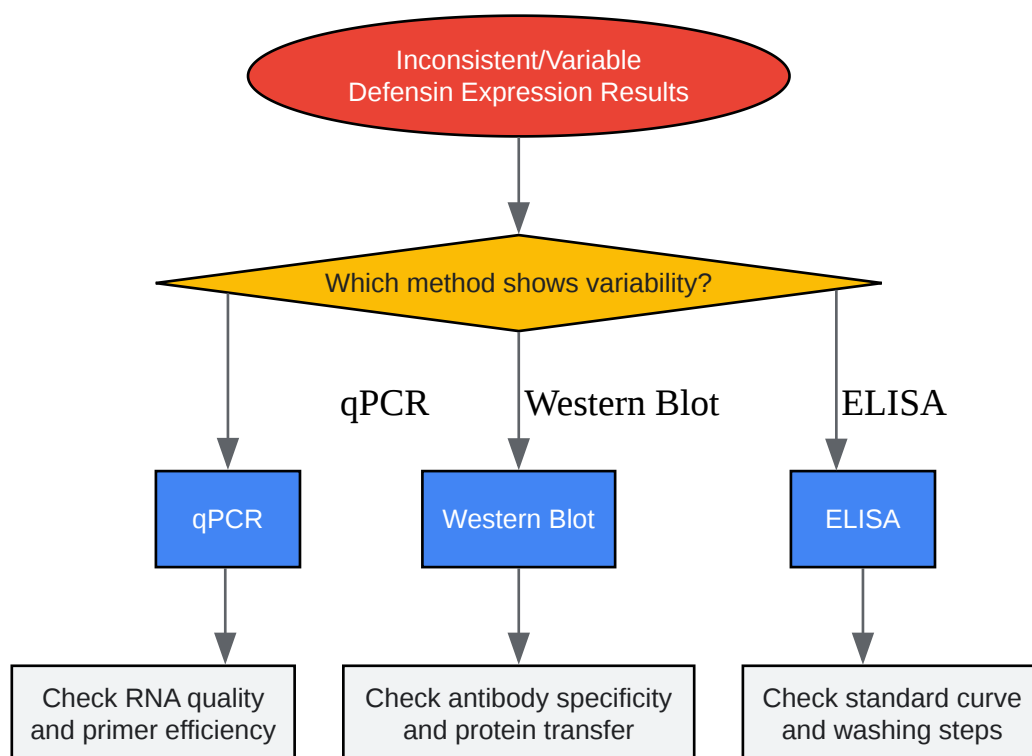 Inconsistent/Variable
Defensin Expression Results
Which method shows variability?
qPCR
Western Blot
ELISA
qPCR
Western Blot
ELISA
Check RNA quality
and primer efficiency
Check antibody specificity
and protein transfer
Check standard curve
and washing steps